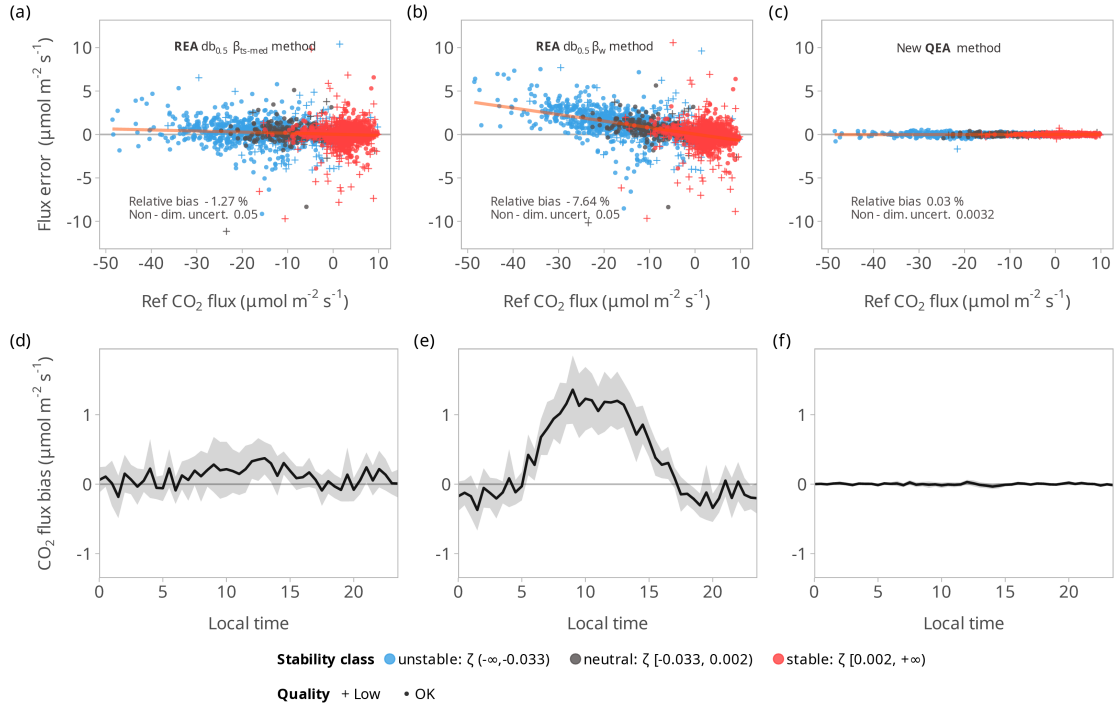 (a)
(b)
(c)
REA db0.5 βts-med method
REA db0.5 βw method
New QEA method
Flux error (µmol m-2 s-1)
10
5
0
-5
-10
Relative bias -1.27 %
Non-dim. uncert. 0.05
Relative bias -7.64 %
Non-dim. uncert. 0.05
Relative bias 0.03 %
Non-dim. uncert. 0.0032
10
5
0
-5
-10
10
5
0
-5
-10
-50 -40 -30 -20 -10 0 10
-50 -40 -30 -20 -10 0 10
-50 -40 -30 -20 -10 0 10
Ref CO2 flux (µmol m-2 s-1)
Ref CO2 flux (µmol m-2 s-1)
Ref CO2 flux (µmol m-2 s-1)
(d)
(e)
(f)
CO2 flux bias (µmol m-2 s-1)
1
0
-1
1
0
-1
1
0
-1
0 5 10 15 20
0 5 10 15 20
0 5 10 15 20
Local time
Local time
Local time
Stability class unstable: ζ (-∞,-0.033) neutral: ζ [-0.033, 0.002) stable: ζ [0.002, +∞)
Quality + Low • OK